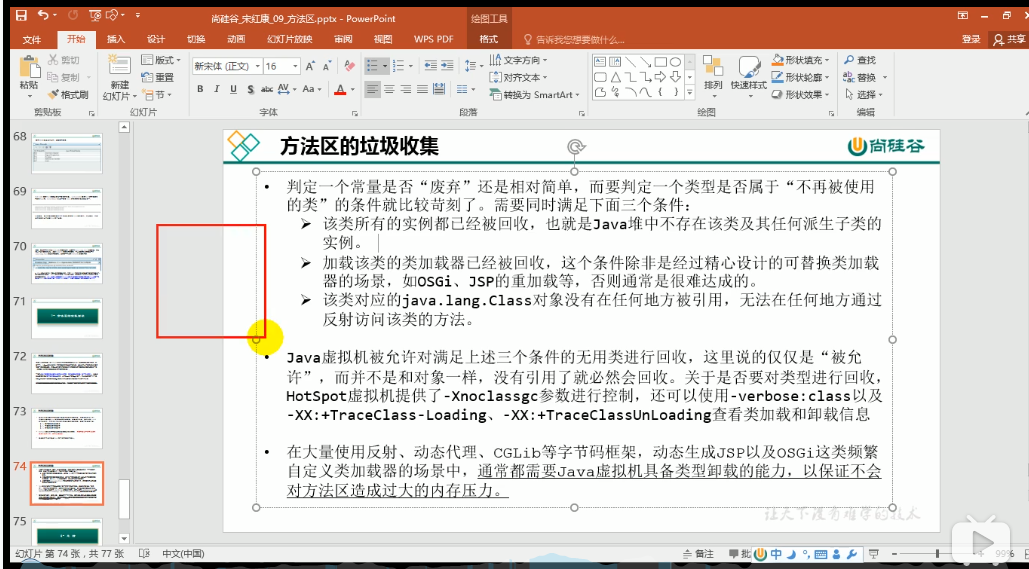 尚硅谷_宋红康_09_方法区.pptx - PowerPoint
绘图工具
文件 开始 插入 设计 切换 动画 幻灯片放映 审阅 视图 WPS PDF 格式 告诉我您想要做什么... 登录 共享
粘贴 剪切 复制 格式刷 剪贴板
新建幻灯片 版式 重置 节 幻灯片
新宋体 (正文) 16
B I U S abc AV Aa A 字体
文字方向 对齐文本 转换为 SmartArt 段落
排列 快速样式 形状填充 形状轮廓 形状效果 绘图
查找 替换 选择 编辑
68
69
70
71
72
73
74
75
方法区的垃圾收集
尚硅谷
• 判定一个常量是否“废弃”还是相对简单，而要判定一个类型是否属于“不再被使用
的类”的条件就比较苛刻了。需要同时满足下面三个条件：
➢ 该类所有的实例都已经被回收，也就是Java堆中不存在该类及其任何派生子类的
实例。
➢ 加载该类的类加载器已经被回收，这个条件除非是经过精心设计的可替换类加载
器的场景，如OSGi、JSP的重加载等，否则通常是很难达成的。
➢ 该类对应的java.lang.Class对象没有在任何地方被引用，无法在任何地方通过
反射访问该类的方法。
• Java虚拟机被允许对满足上述三个条件的无用类进行回收，这里说的仅仅是“被允
许”，而并不是和对象一样，没有引用了就必然会回收。关于是否要对类型进行回收，
HotSpot虚拟机提供了-Xnoclassgc参数进行控制，还可以使用-verbose:class以及
-XX:+TraceClass-Loading、-XX:+TraceClassUnLoading查看类加载和卸载信息
• 在大量使用反射、动态代理、CGLib等字节码框架，动态生成JSP以及OSGi这类频繁
自定义类加载器的场景中，通常都需要Java虚拟机具备类型卸载的能力，以保证不会
对方法区造成过大的内存压力。
让天下没有难学的技术
幻灯片 第 74 张，共 77 张 中文(中国) 备注 批 中 99%